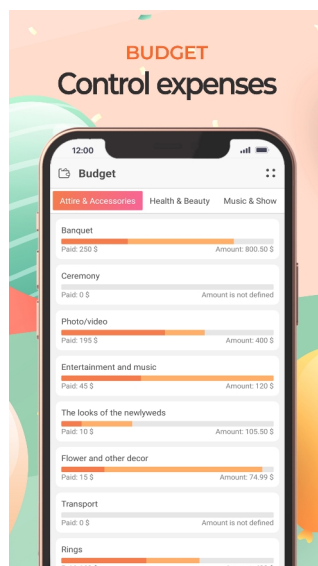 BUDGET
Control expenses
12:00
Budget
Attire & Accessories Health & Beauty Music & Show
Banquet
Paid: 250 $ Amount: 800.50 $
Ceremony
Paid: 0 $ Amount is not defined
Photo/video
Paid: 195 $ Amount: 400 $
Entertainment and music
Paid: 45 $ Amount: 120 $
The looks of the newlyweds
Paid: 10 $ Amount: 105.50 $
Flower and other decor
Paid: 15 $ Amount: 74.99 $
Transport
Paid: 0 $ Amount is not defined
Rings